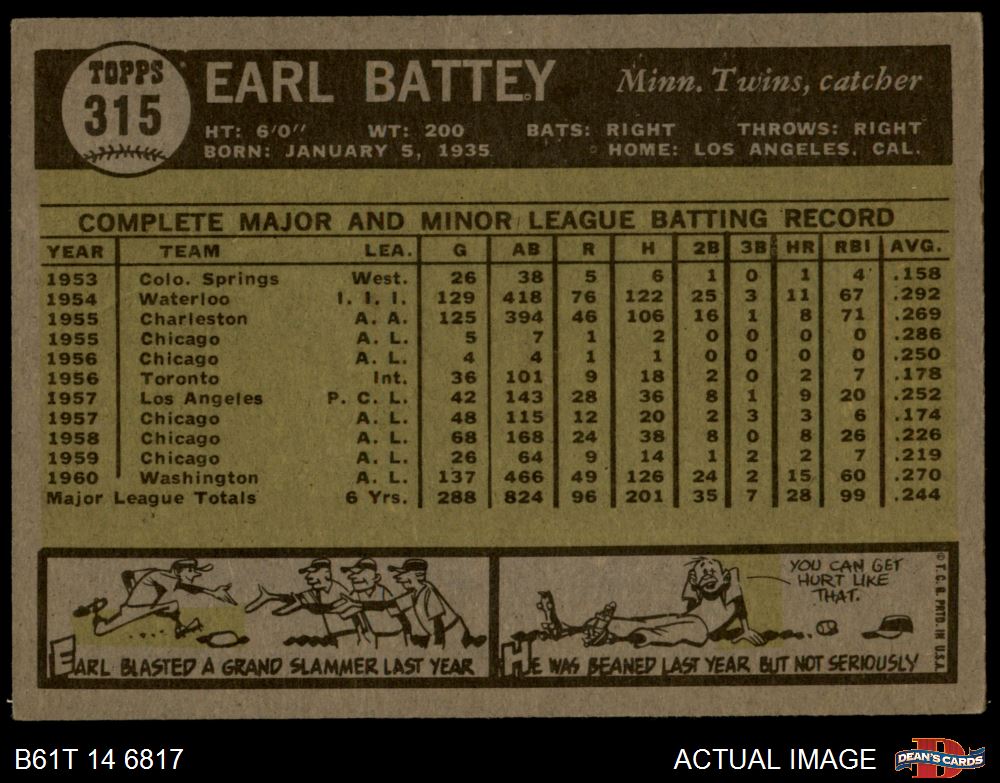 TOPPS
315
EARL BATTEY
Minn. Twins, catcher
HT: 6'0" WT: 200 BATS: RIGHT THROWS: RIGHT
BORN: JANUARY 5, 1935 HOME: LOS ANGELES, CAL.
COMPLETE MAJOR AND MINOR LEAGUE BATTING RECORD
YEAR TEAM LEA. G AB R H 2B 3B HR RBI AVG.
1953 Colo. Springs West. 26 38 5 6 1 0 1 4 .158
1954 Waterloo I. I. I. 129 418 76 122 25 3 11 67 .292
1955 Charleston A. A. 125 394 46 106 16 1 8 71 .269
1955 Chicago A. L. 5 7 1 2 0 0 0 0 .286
1956 Chicago A. L. 4 4 1 1 0 0 0 0 .250
1956 Toronto Int. 36 101 9 18 2 0 2 7 .178
1957 Los Angeles P. C. L. 42 143 28 36 8 1 9 20 .252
1957 Chicago A. L. 48 115 12 20 2 3 3 6 .174
1958 Chicago A. L. 68 168 24 38 8 0 8 26 .226
1959 Chicago A. L. 26 64 9 14 1 2 2 7 .219
1960 Washington A. L. 137 466 49 126 24 2 15 60 .270
Major League Totals 6 Yrs. 288 824 96 201 35 7 28 99 .244
EARL BLASTED A GRAND SLAMMER LAST YEAR
YOU CAN GET
HURT LIKE
THAT.
HE WAS BEANED LAST YEAR BUT NOT SERIOUSLY
© T. C. G. PRTD. IN U.S.A.
B61T 14 6817
ACTUAL IMAGE
D
DEAN'S CARDS